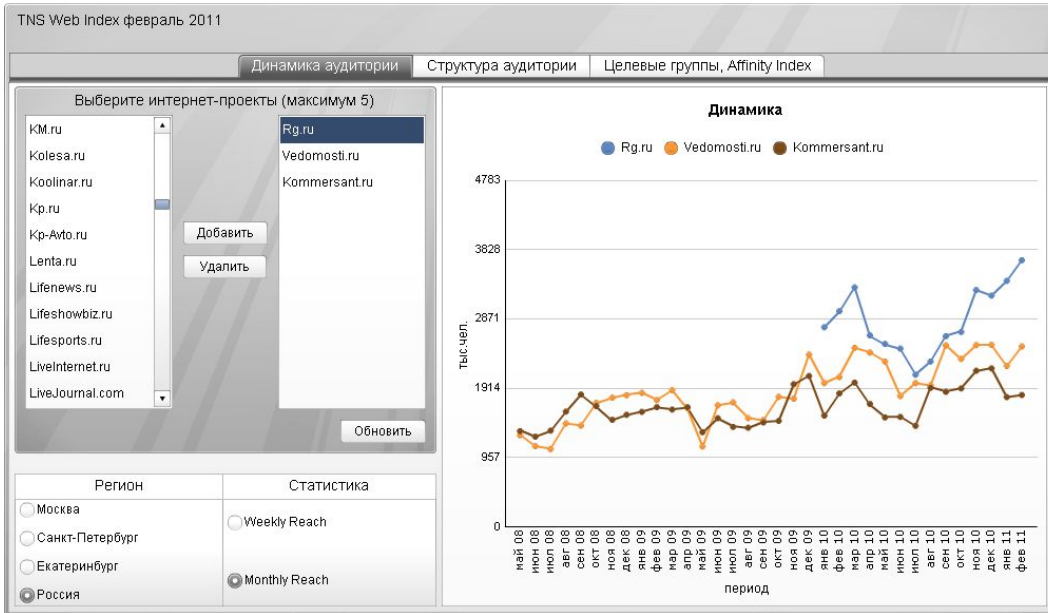 TNS Web Index февраль 2011
Динамика аудитории
Структура аудитории
Целевые группы, Affinity Index
Выберите интернет-проекты (максимум 5)
KM.ru
Kolesa.ru
Koolinar.ru
Kp.ru
Kp-Avto.ru
Lenta.ru
Lifenews.ru
Lifeshowbiz.ru
Lifesports.ru
LiveInternet.ru
LiveJournal.com
Добавить
Удалить
Rg.ru
Vedomosti.ru
Kommersant.ru
Обновить
Регион
Москва
Санкт-Петербург
Екатеринбург
Россия
Статистика
Weekly Reach
Monthly Reach
Динамика
Rg.ru
Vedomosti.ru
Kommersant.ru
тыс.чел.
4783
3828
2871
1914
957
0
май 08
июн 08
июл 08
авг 08
сен 08
окт 08
ноя 08
дек 08
янв 09
фев 09
мар 09
апр 09
май 09
июн 09
июл 09
авг 09
сен 09
окт 09
ноя 09
дек 09
янв 10
фев 10
мар 10
апр 10
май 10
июн 10
июл 10
авг 10
сен 10
окт 10
ноя 10
дек 10
янв 11
фев 11
период